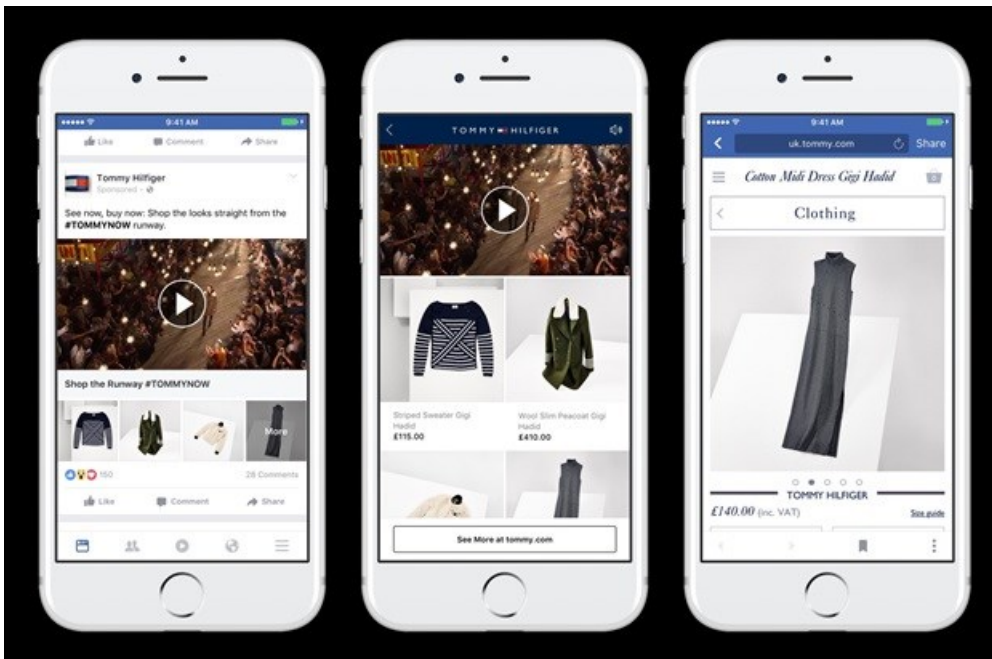 9:41 AM
Like Comment Share
Tommy Hilfiger
Sponsored
See now, buy now: Shop the looks straight from the
#TOMMYNOW runway.
Shop the Runway #TOMMYNOW
More
150 28 Comments
Like Comment Share
TOMMY HILFIGER
Striped Sweater Gigi
Hadid
£115.00
Wool Slim Peacoat Gigi
Hadid
£410.00
See More at tommy.com
9:41 AM
uk.tommy.com Share
Cotton Midi Dress Gigi Hadid
Clothing
TOMMY HILFIGER
£140.00 (inc. VAT) Size guide